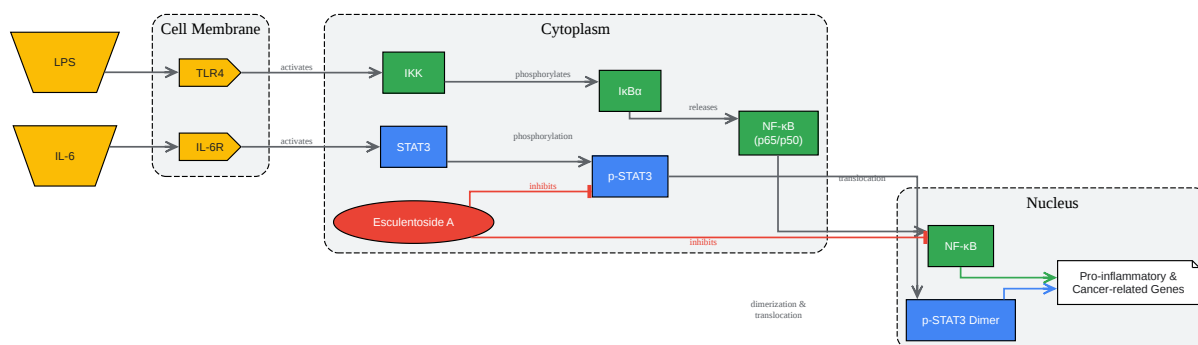 Cell Membrane
Cytoplasm
LPS
TLR4
activates
IKK
phosphorylates
IκBα
releases
NF-κB
(p65/p50)
IL-6
IL-6R
activates
STAT3
phosphorylation
p-STAT3
translocation
inhibits
Esculentoside A
inhibits
Nucleus
NF-κB
Pro-inflammatory &
Cancer-related Genes
dimerization &
translocation
p-STAT3 Dimer